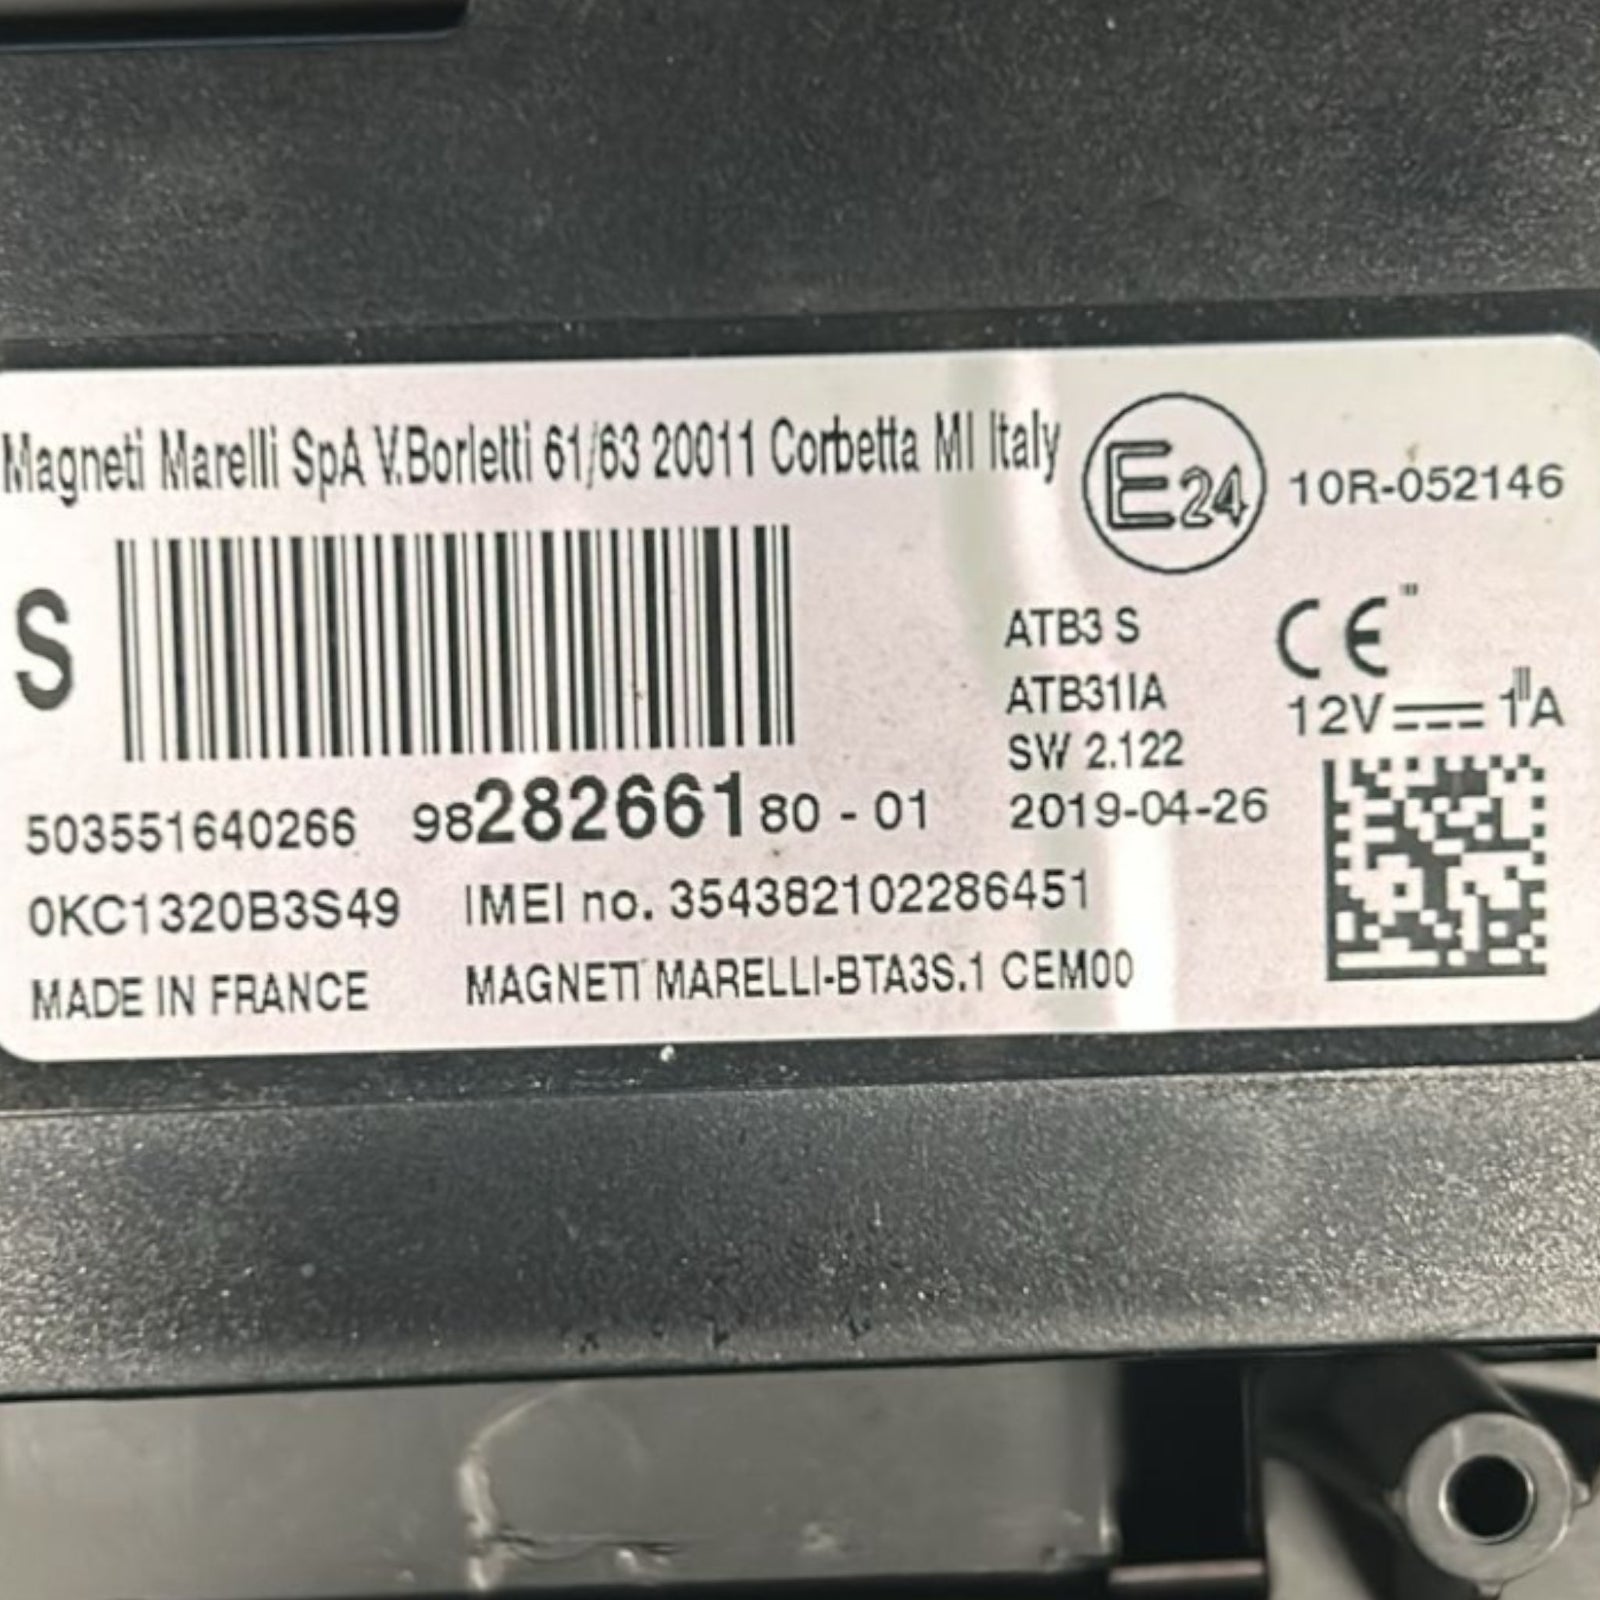 Magneti Marelli SpA V.Borletti 61/63 20011 Corbetta MI Italy
E24 10R-052146
S
ATB3 S
CE
ATB31IA
12V 1A
SW 2.122
503551640266 9828266180 - 01 2019-04-26
0KC1320B3S49 IMEI no. 354382102286451
MADE IN FRANCE MAGNETI MARELLI-BTA3S.1 CEM00